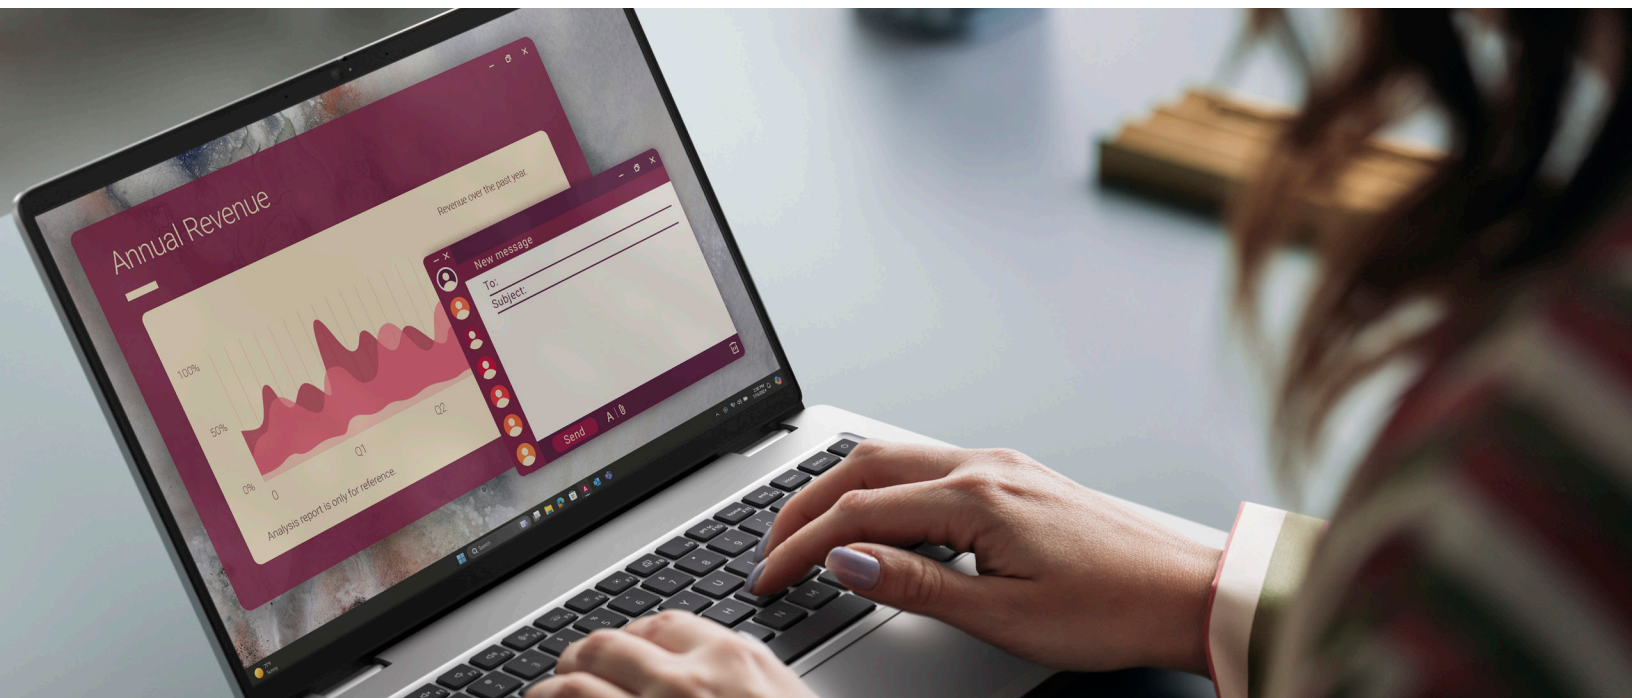 Annual Revenue
Revenue over the past year.
100%
50%
0%
0
Q1
Q2
Analysis report is only for reference.
New message
To:
Subject:
Send
A
Search